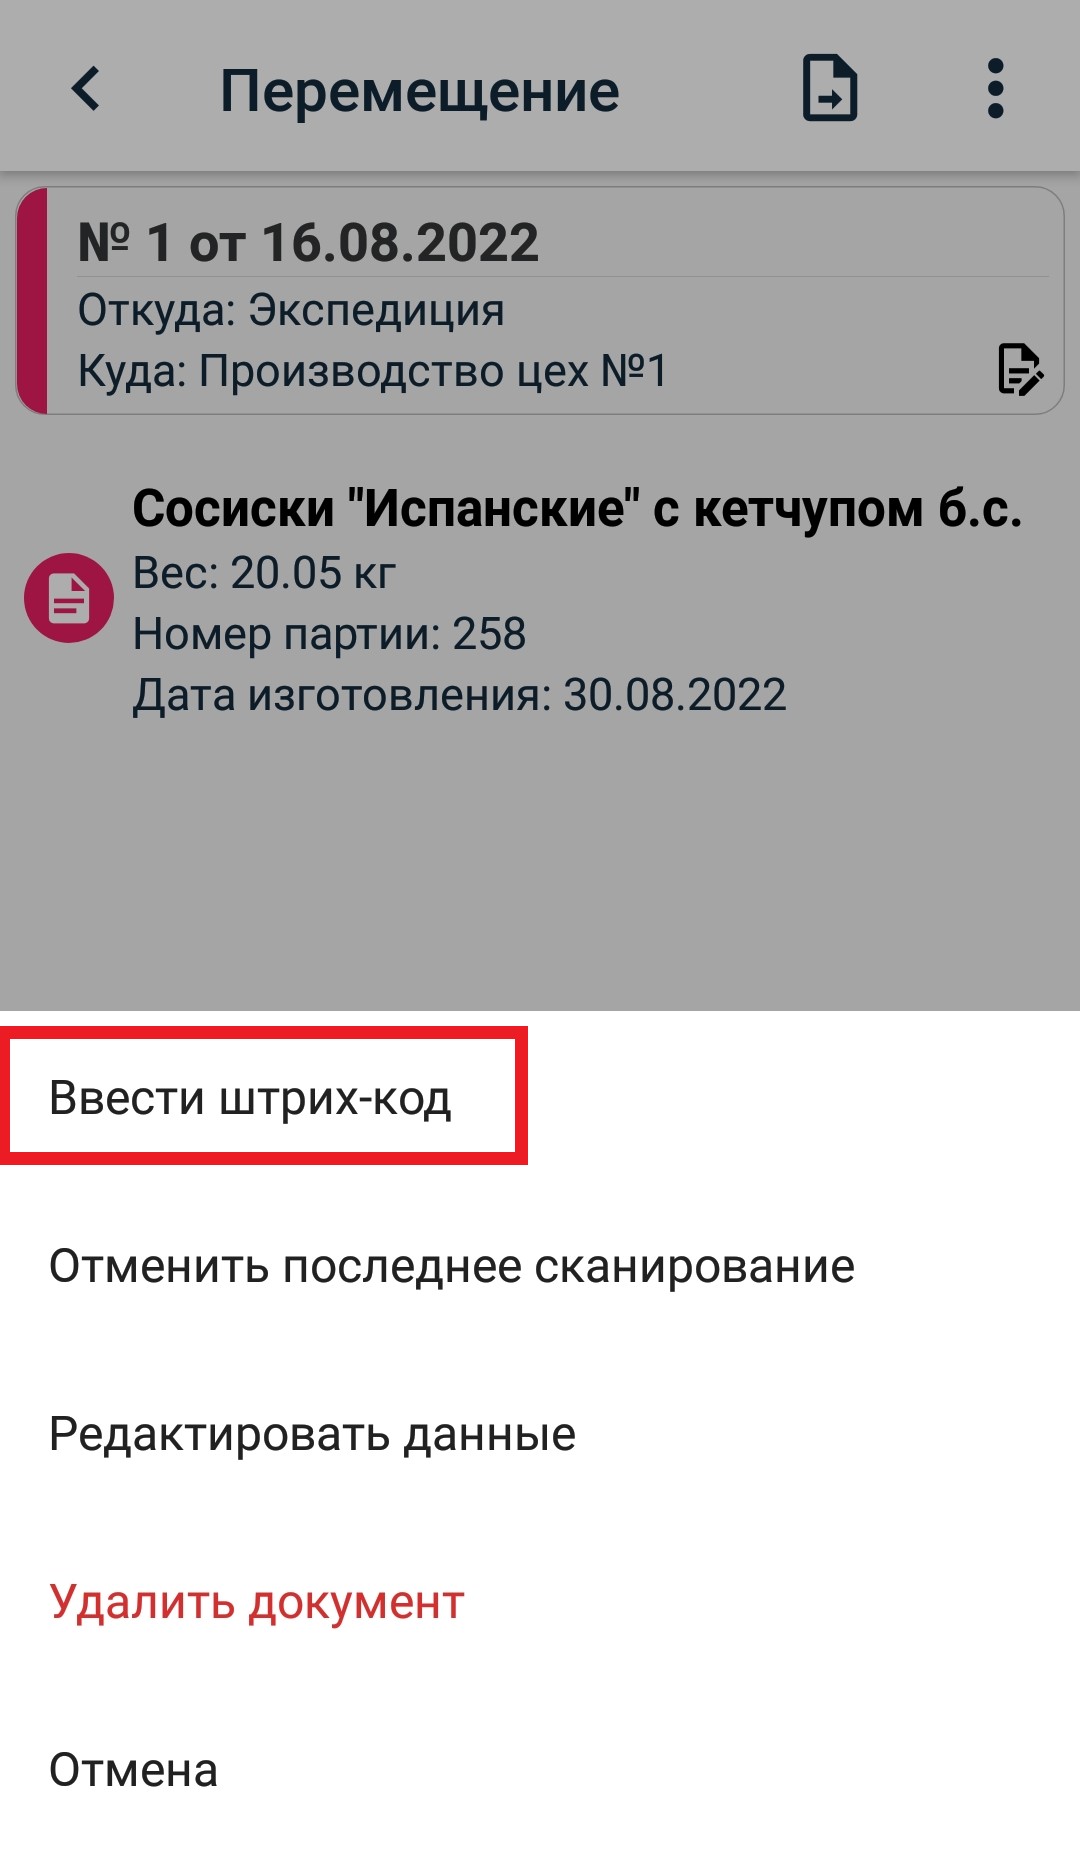 Перемещение
№ 1 от 16.08.2022
Откуда: Экспедиция
Куда: Производство цех №1
Сосиски "Испанские" с кетчупом б.с.
Вес: 20.05 кг
Номер партии: 258
Дата изготовления: 30.08.2022
Ввести штрих-код
Отменить последнее сканирование
Редактировать данные
Удалить документ
Отмена